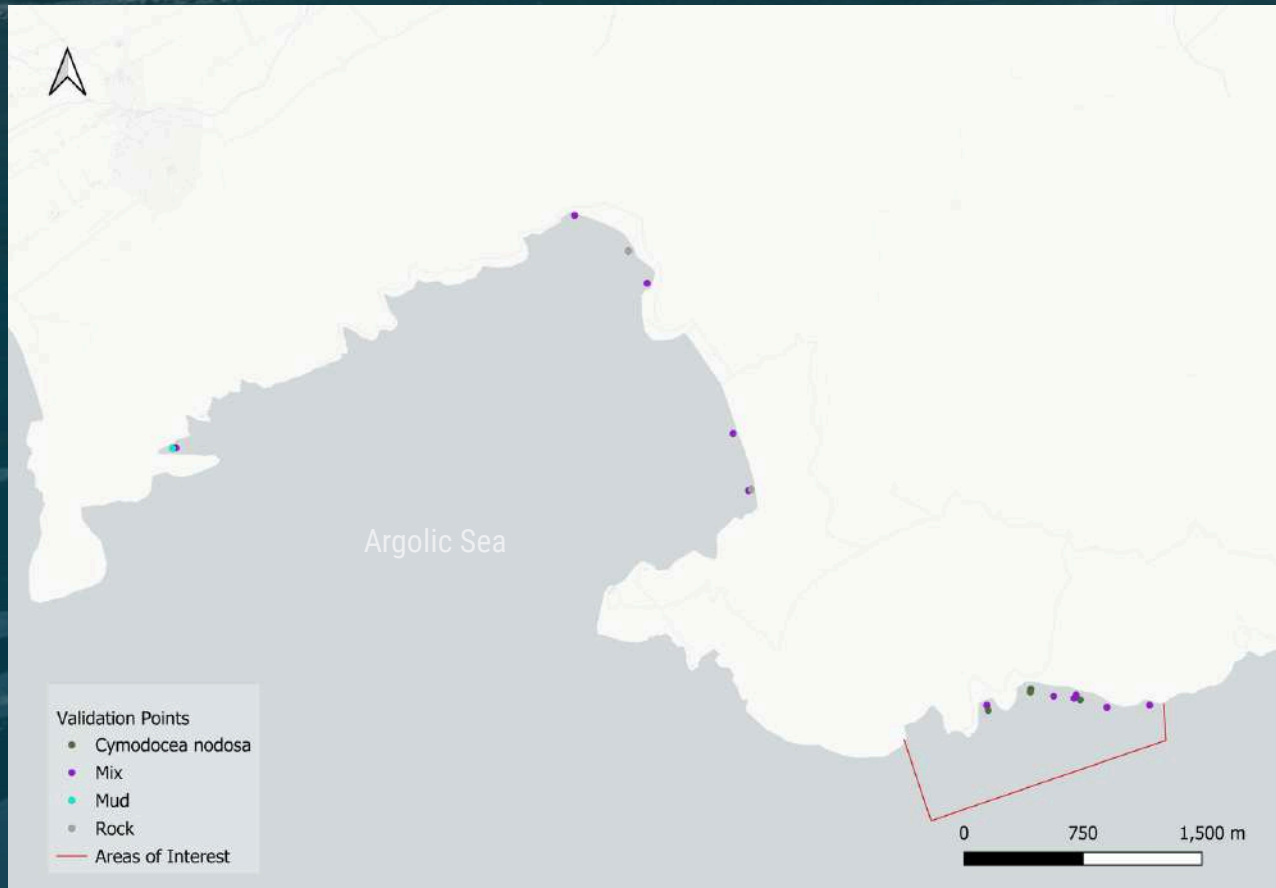 Argolic Sea
Validation Points
Cymodocea nodosa
Mix
Mud
Rock
Areas of Interest
0 750 1,500 m